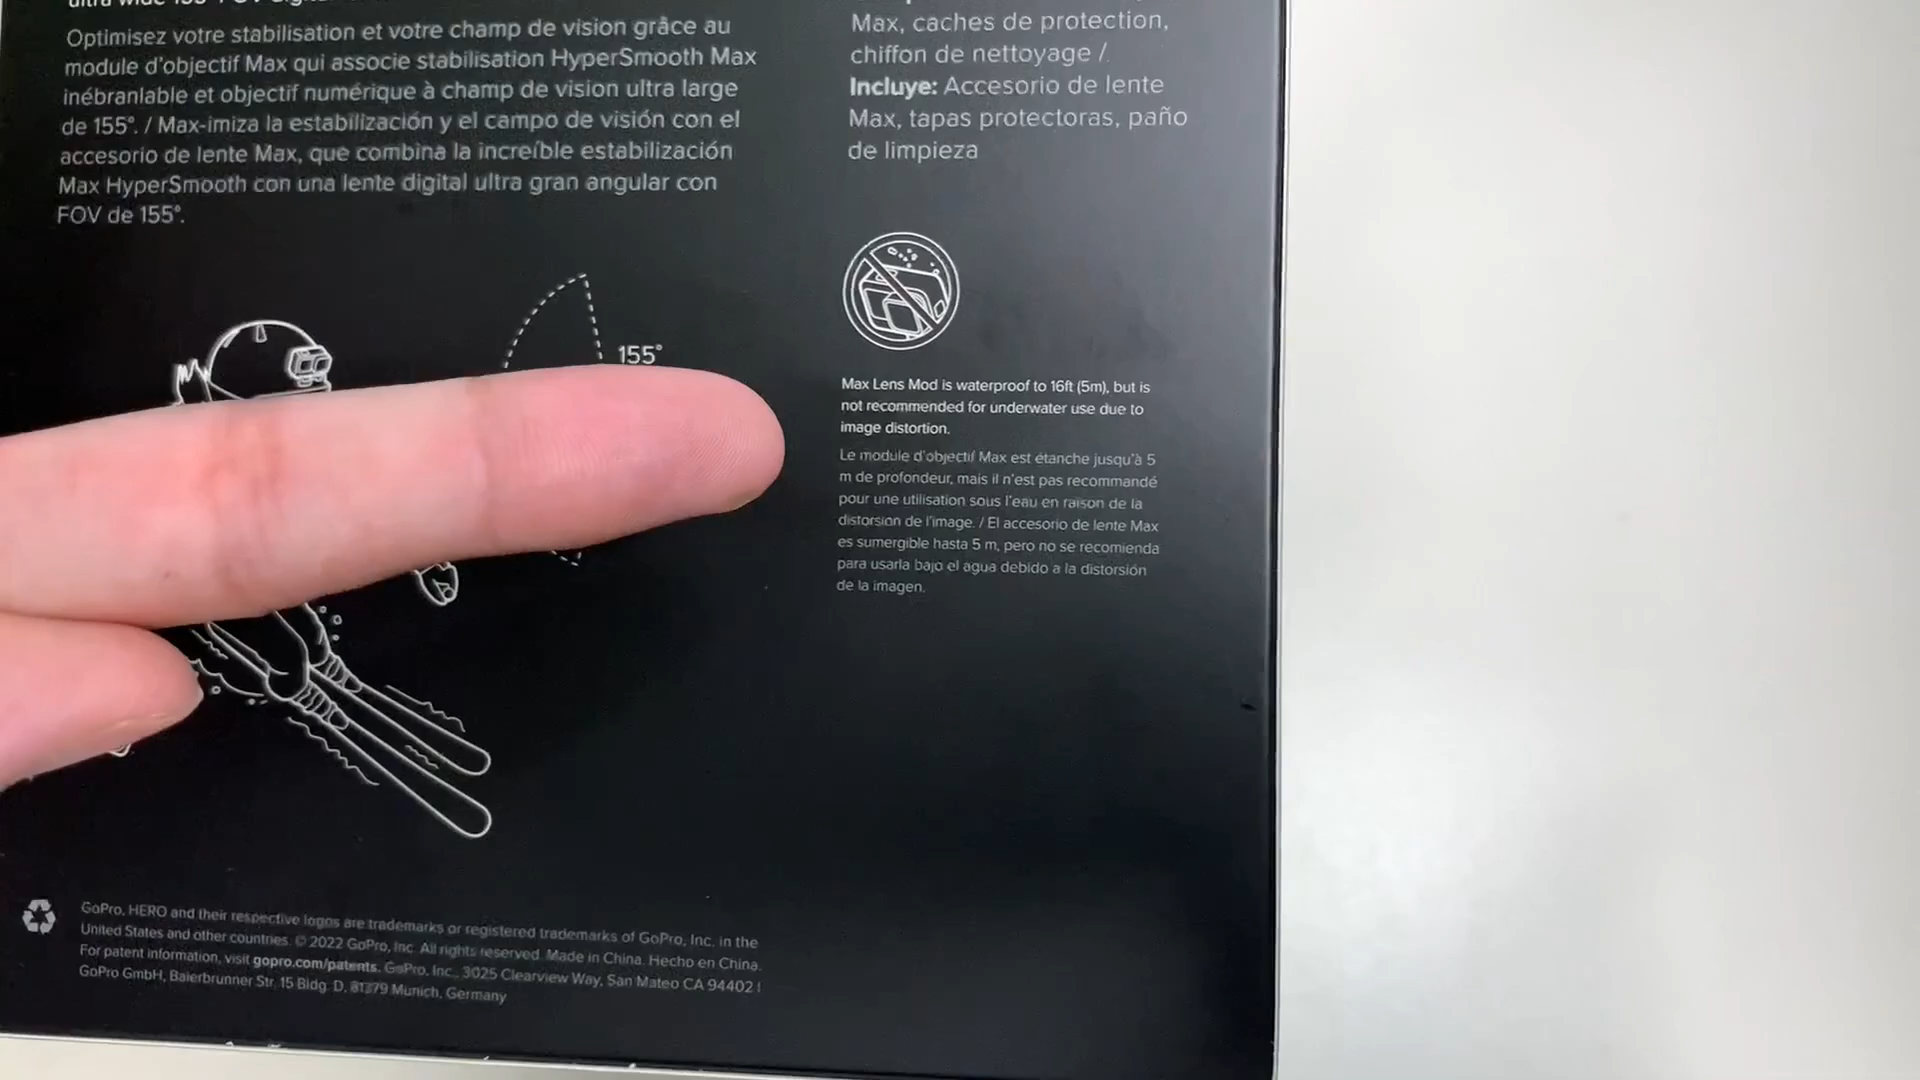 Optimisez votre stabilisation et votre champ de vision grâce au
module d'objectif Max qui associe stabilisation HyperSmooth Max
inébranlable et objectif numérique à champ de vision ultra large
de 155°. / Max-imiza la estabilización y el campo de visión con el
accesorio de lente Max, que combina la increíble estabilización
Max HyperSmooth con una lente digital ultra gran angular con
FOV de 155°.
Max, caches de protection,
chiffon de nettoyage /
Incluye: Accesorio de lente
Max, tapas protectoras, paño
de limpieza
155°
Max Lens Mod is waterproof to 16ft (5m), but is
not recommended for underwater use due to
image distortion.
Le module d'objectif Max est étanche jusqu'à 5
m de profondeur, mais il n'est pas recommandé
pour une utilisation sous l'eau en raison de la
distorsion de l'image. / El accesorio de lente Max
es sumergible hasta 5 m, pero no se recomienda
para usarla bajo el agua debido a la distorsión
de la imagen.
GoPro, HERO and their respective logos are trademarks or registered trademarks of GoPro, Inc. in the
United States and other countries. © 2022 GoPro, Inc. All rights reserved. Made in China. Hecho en China.
For patent information, visit gopro.com/patents. GoPro, Inc., 3025 Clearview Way, San Mateo CA 94402 |
GoPro GmbH, Baierbrunner Str. 15 Bldg. D, 81379 Munich, Germany